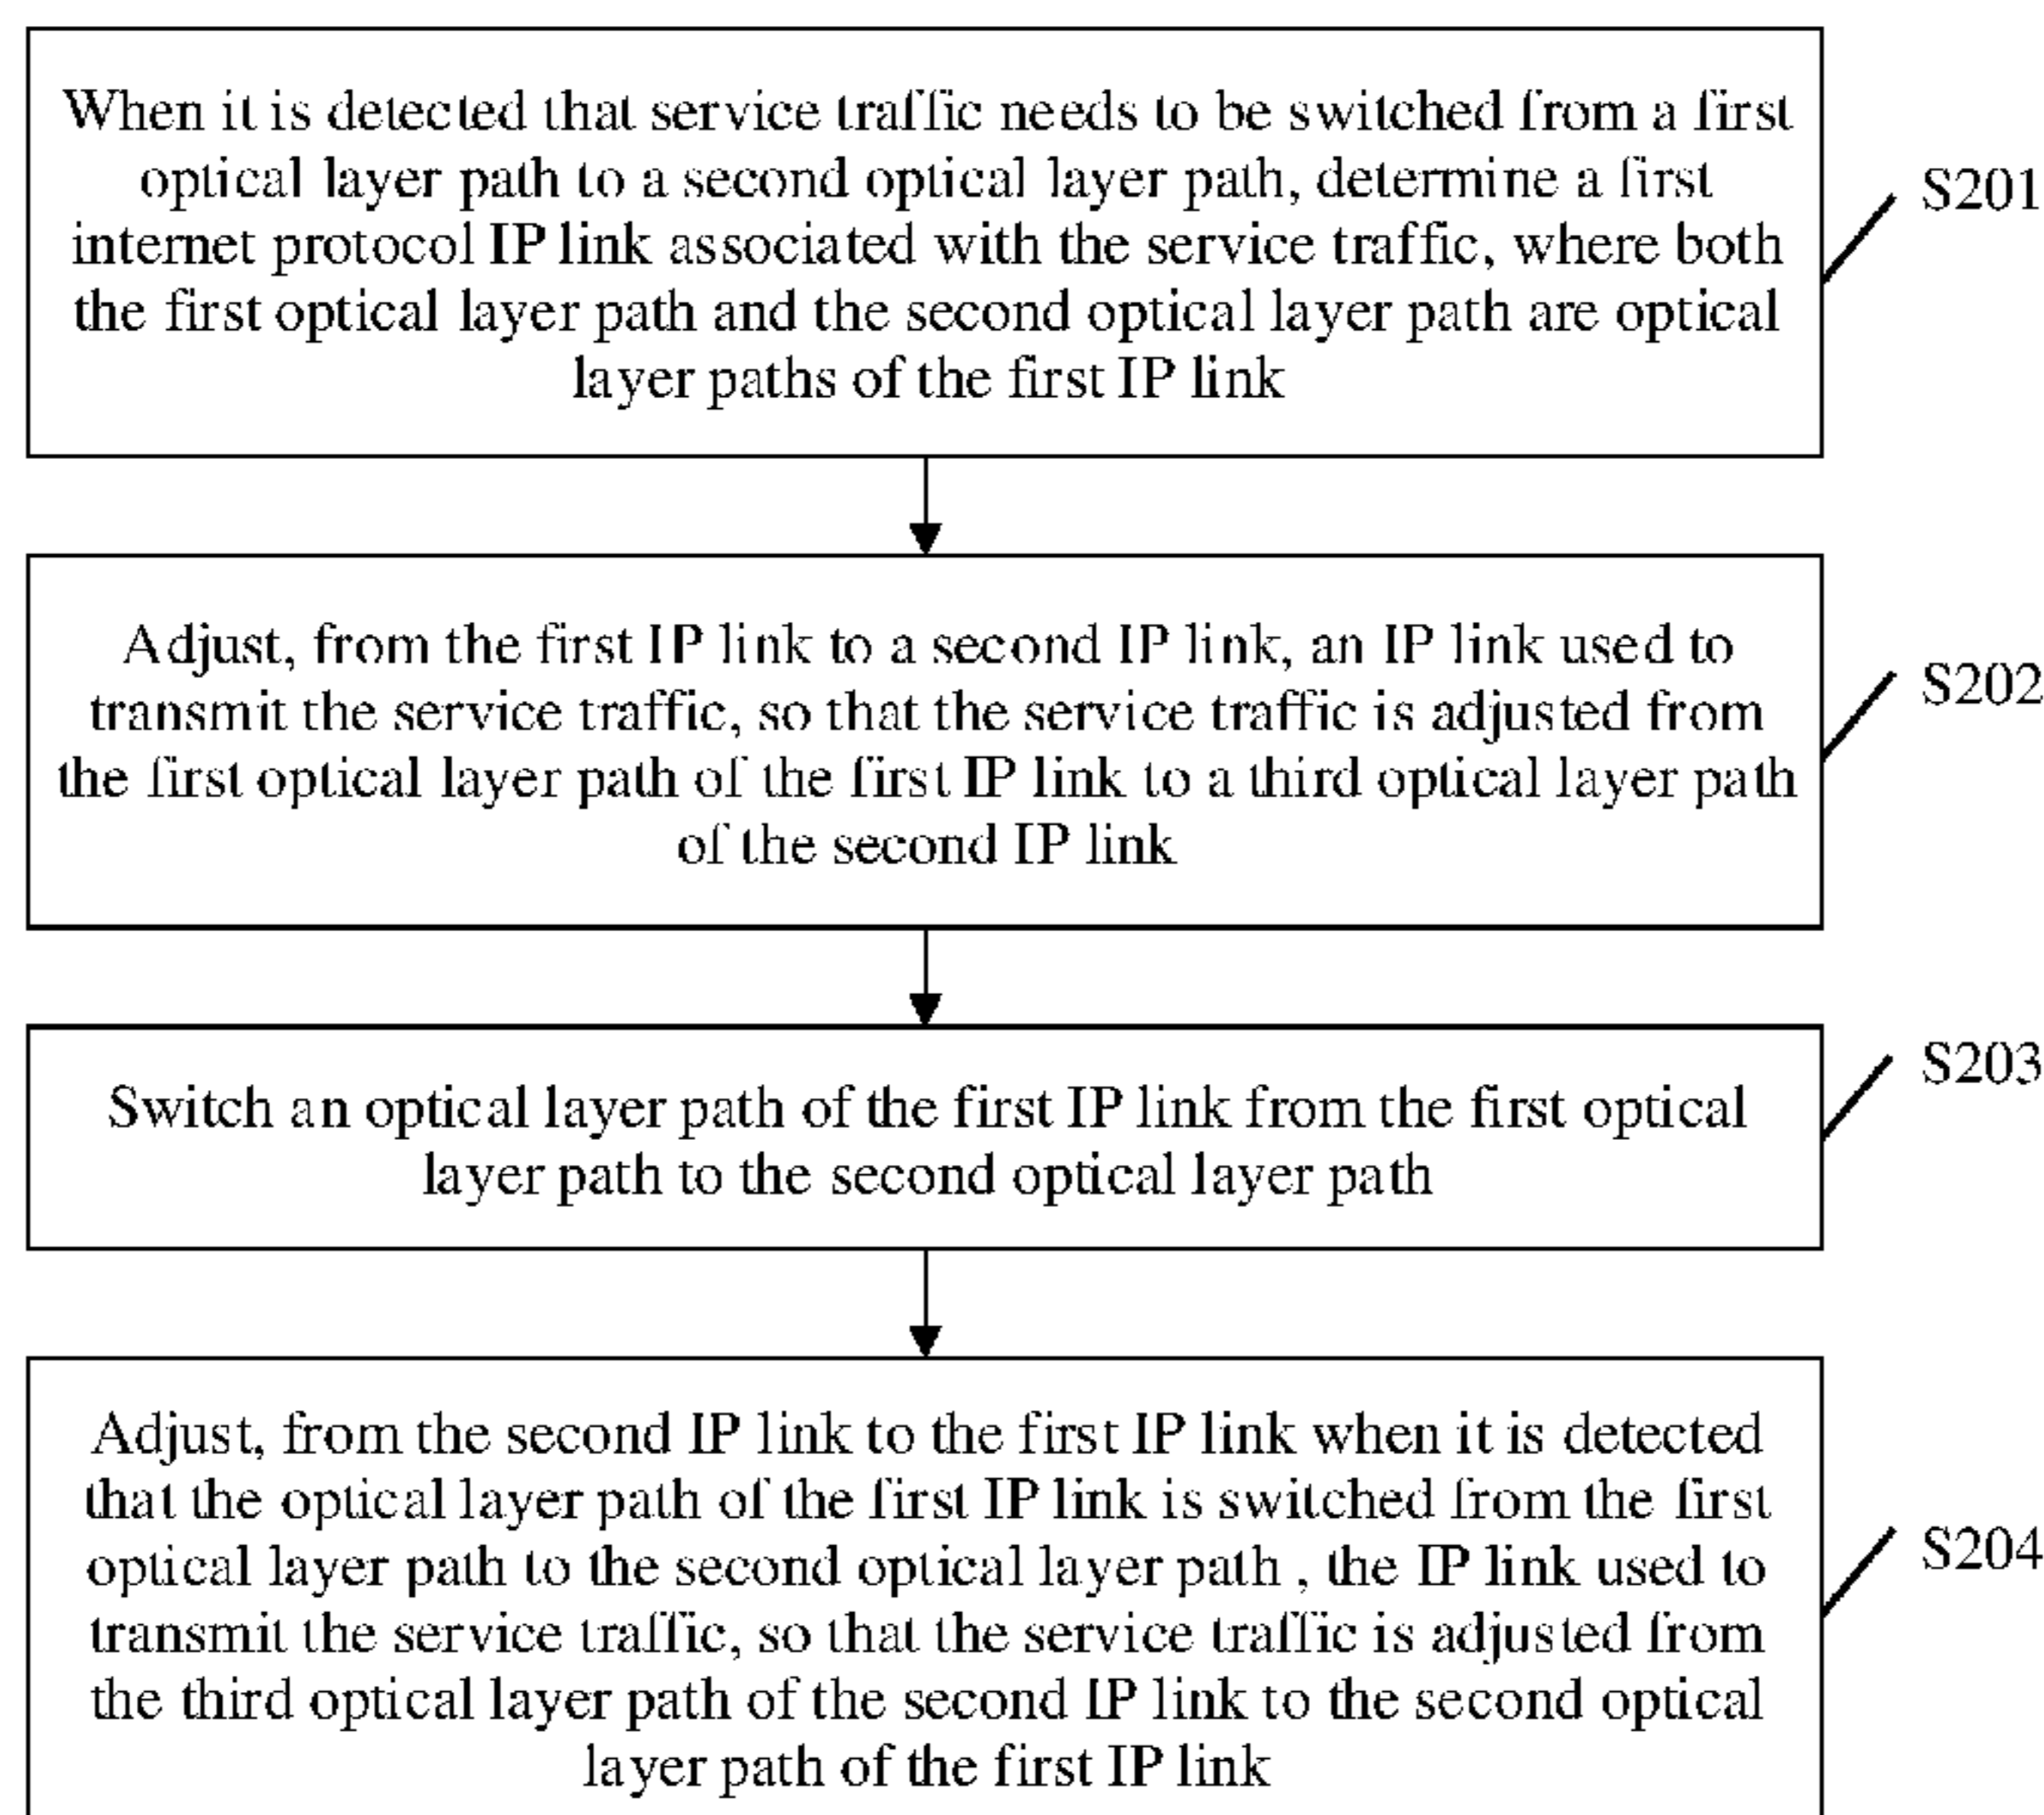 When it is detected that service traffic needs to be switched from a first
optical layer path to a second optical layer path, determine a first
internet protocol IP link associated with the service traffic, where both
the first optical layer path and the second optical layer path are optical
layer paths of the first IP link
S201
Adjust, from the first IP link to a second IP link, an IP link used to
transmit the service traffic, so that the service traffic is adjusted from
the first optical layer path of the first IP link to a third optical layer path
of the second IP link
S202
Switch an optical layer path of the first IP link from the first optical
layer path to the second optical layer path
S203
Adjust, from the second IP link to the first IP link when it is detected
that the optical layer path of the first IP link is switched from the first
optical layer path to the second optical layer path , the IP link used to
transmit the service traffic, so that the service traffic is adjusted from
the third optical layer path of the second IP link to the second optical
layer path of the first IP link
S204